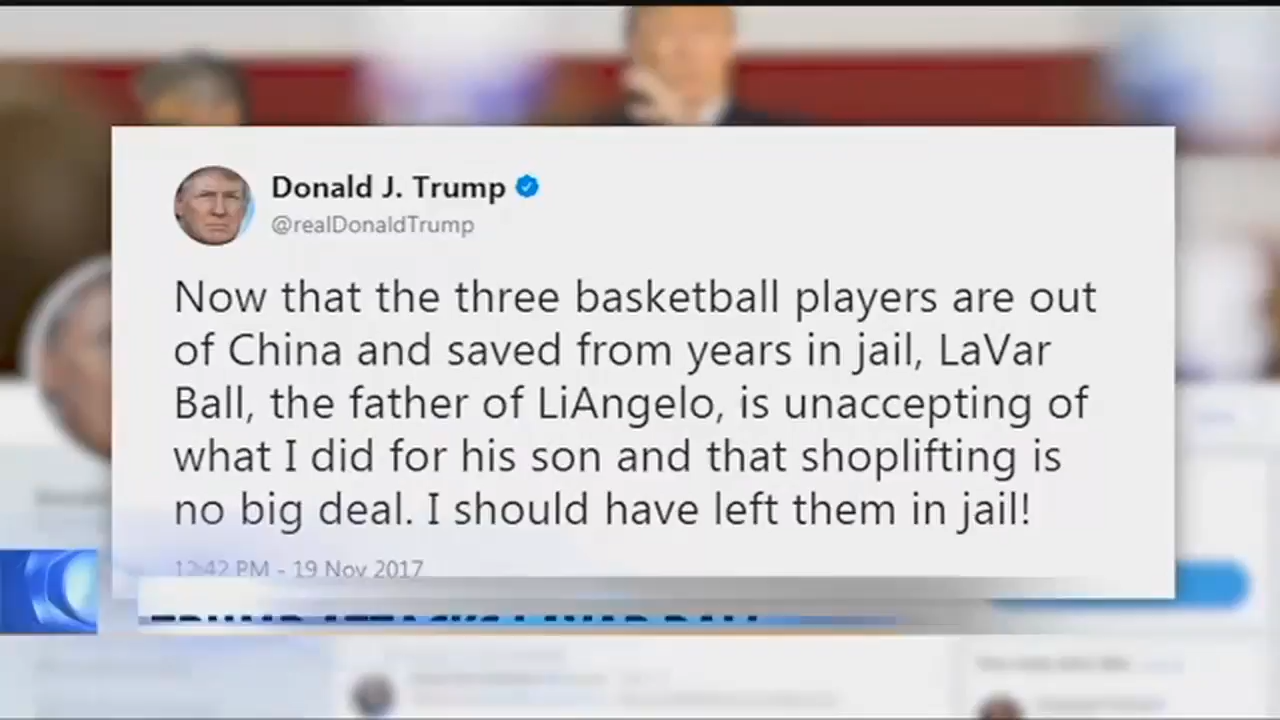 Donald J. Trump
@realDonaldTrump
Now that the three basketball players are out
of China and saved from years in jail, LaVar
Ball, the father of LiAngelo, is unaccepting of
what I did for his son and that shoplifting is
no big deal. I should have left them in jail!
12:42 PM - 19 Nov 2017